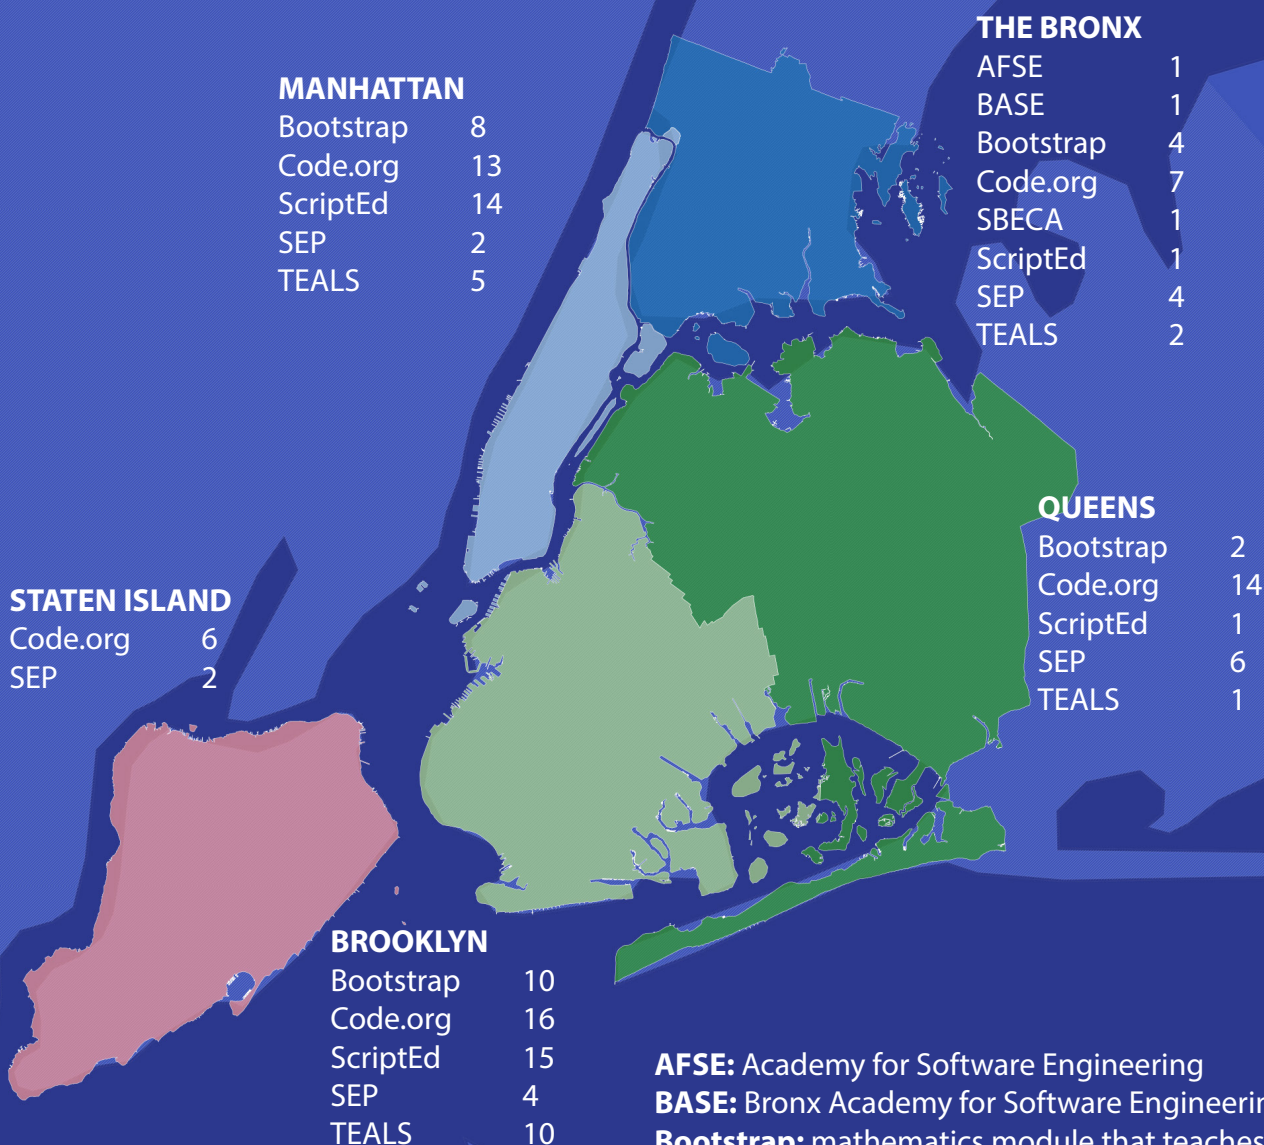 THE BRONX
AFSE 1
BASE 1
Bootstrap 4
Code.org 7
SBECA 1
ScriptEd 1
SEP 4
TEALS 2
MANHATTAN
Bootstrap 8
Code.org 13
ScriptEd 14
SEP 2
TEALS 5
QUEENS
Bootstrap 2
Code.org 14
ScriptEd 1
SEP 6
TEALS 1
STATEN ISLAND
Code.org 6
SEP 2
BROOKLYN
Bootstrap 10
Code.org 16
ScriptEd 15
SEP 4
TEALS 10
AFSE: Academy for Software Engineering
BASE: Bronx Academy for Software
Bootstrap: mathematics module that teaches